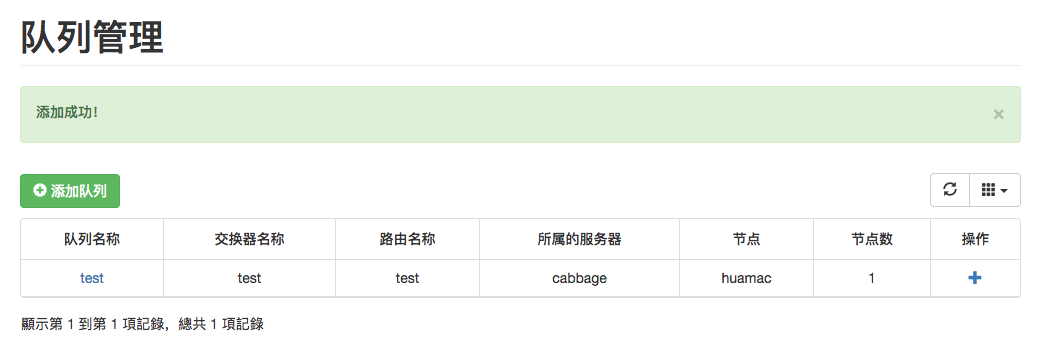 队列管理
添加成功！
×
添加队列
队列名称 交换器名称 路由名称 所属的服务器 节点 节点数 操作
test test test cabbage huamac 1
顯示第 1 到第 1 項記錄，總共 1 項記錄